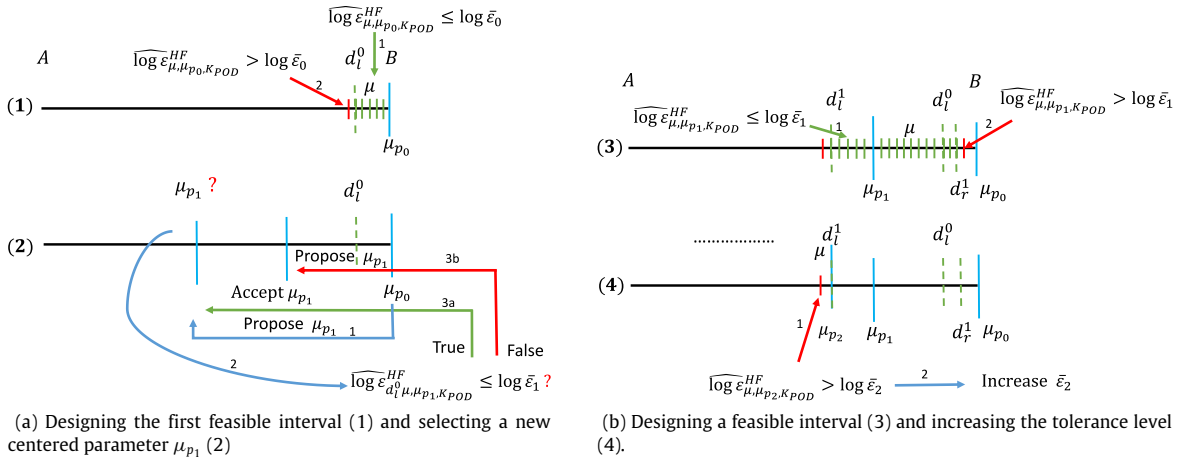 (a)
\widehat{\log ε}^{HF}_{μ,μ_{p_0},K_{POD}} ≤ log ε̄_0
A
\widehat{\log ε}^{HF}_{μ,μ_{p_0},K_{POD}} > log ε̄_0
d_l^0
1
B
2
μ
(1)
μ_{p_0}
μ_{p_1} ?
d_l^0
(2)
Propose μ_{p_1}
3b
Accept μ_{p_1}
μ_{p_0}
3a
Propose μ_{p_1}
1
True
False
2
\widehat{\log ε}^{HF}_{d_l^0 μ,μ_{p_1},K_{POD}} ≤ log ε̄_1 ?
(a) Designing the first feasible interval (1) and selecting a new
centered parameter μ_{p_1} (2)
(b)
A
B
d_l^1
d_l^0
\widehat{\log ε}^{HF}_{μ,μ_{p_1},K_{POD}} > log ε̄_1
\widehat{\log ε}^{HF}_{μ,μ_{p_1},K_{POD}} ≤ log ε̄_1
1
μ
2
(3)
μ_{p_1}
d_r^1
μ_{p_0}
..................
d_l^1
d_l^0
μ
(4)
1
μ_{p_2}
μ_{p_1}
d_r^1
μ_{p_0}
\widehat{\log ε}^{HF}_{μ,μ_{p_2},K_{POD}} > log ε̄_2
2
Increase ε̄_2
(b) Designing a feasible interval (3) and increasing the tolerance level
(4).